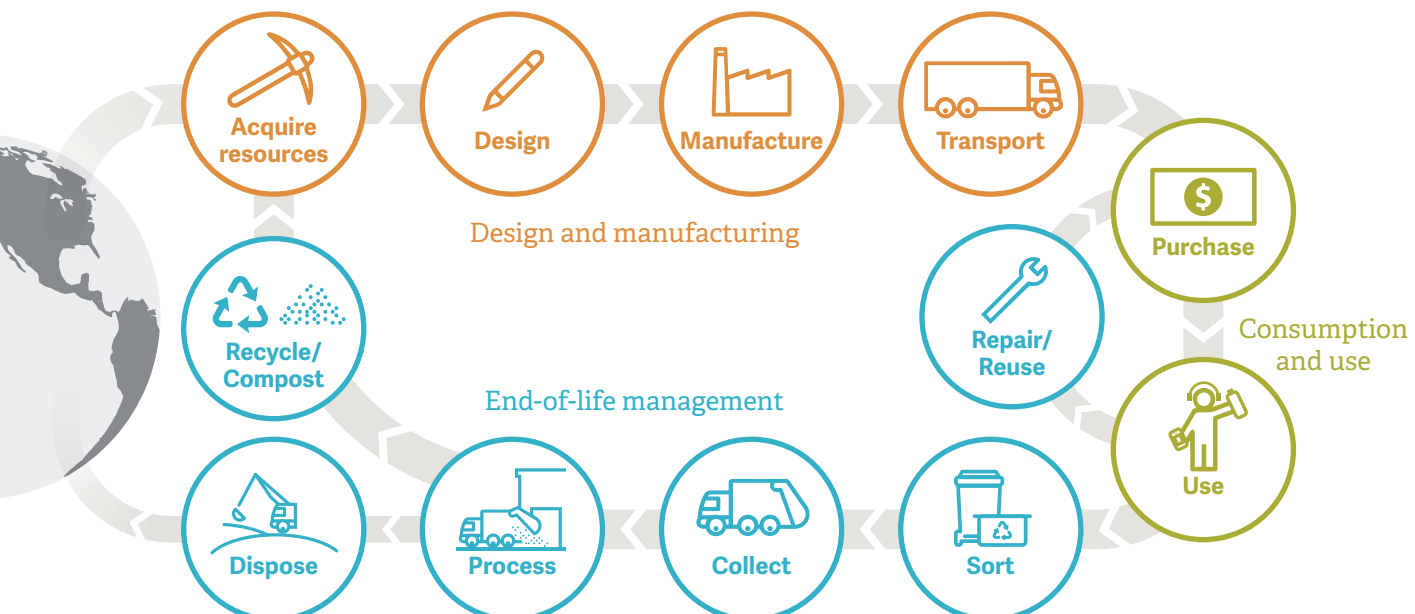 Acquire
resources
Design
Manufacture
Transport
$
Purchase
Design and manufacturing
Repair/
Reuse
Consumption
and use
Recycle/
Compost
End-of-life management
Use
Dispose
Process
Collect
Sort